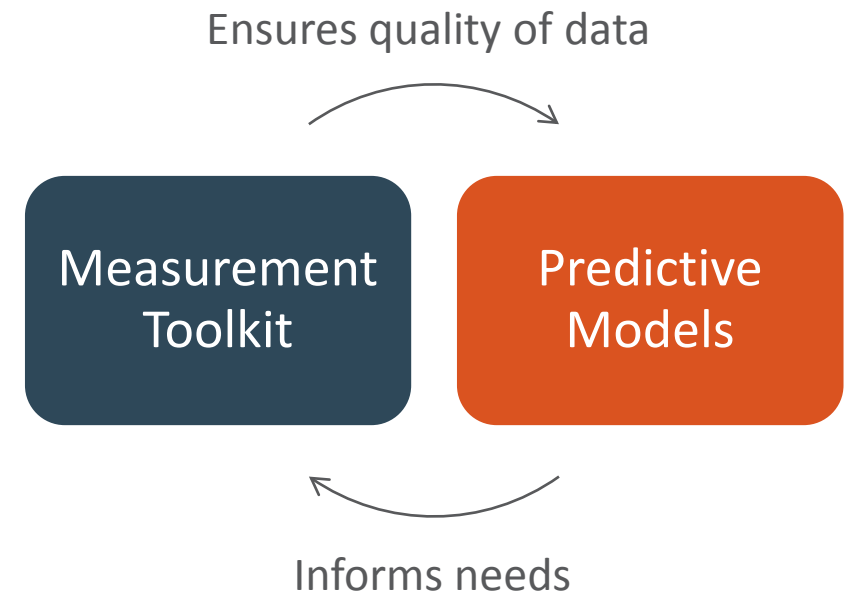 Ensures quality of data
Measurement
Toolkit
Predictive
Models
Informs needs